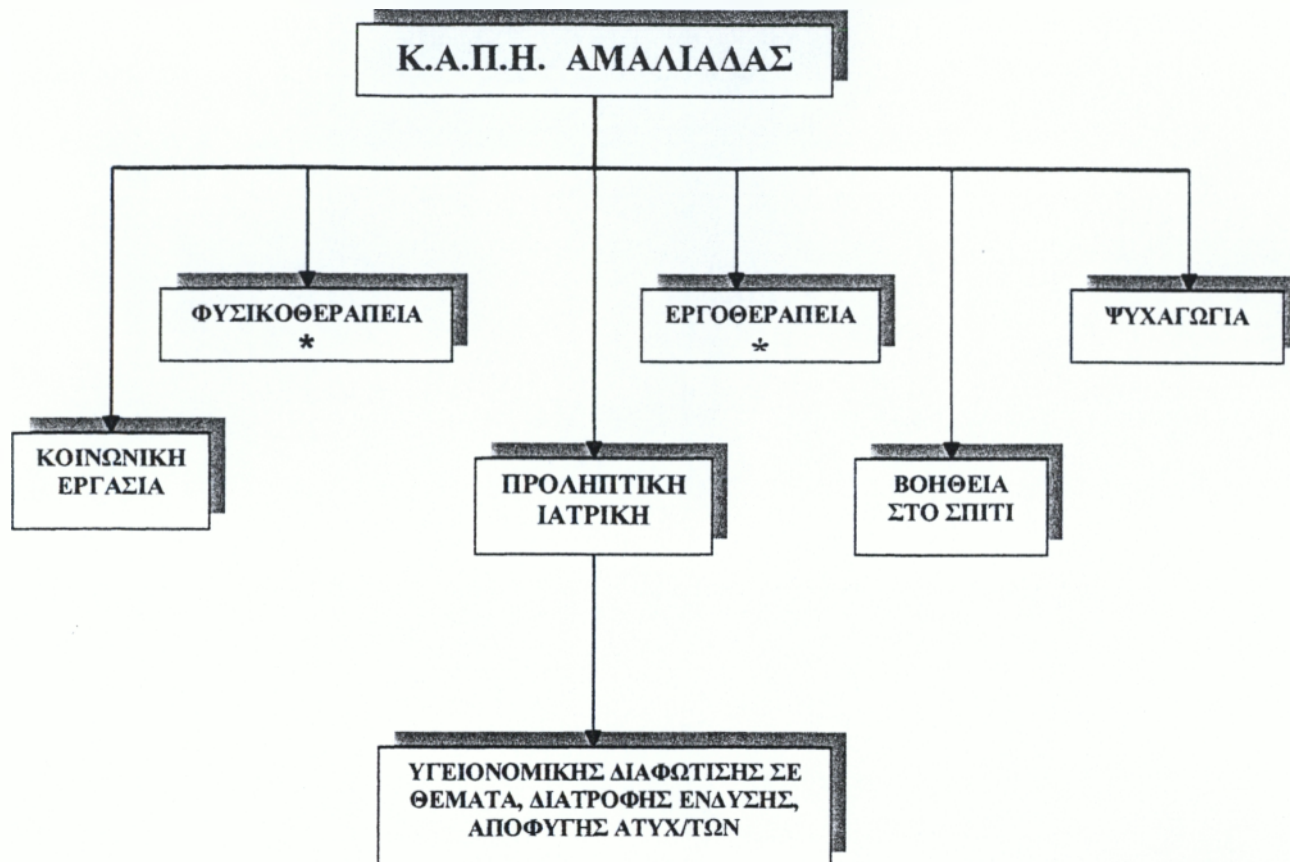 Κ.Α.Π.Η. ΑΜΑΛΙΑΔΑΣ
ΦΥΣΙΚΟΘΕΡΑΠΕΙΑ
*
ΕΡΓΟΘΕΡΑΠΕΙΑ
*
ΨΥΧΑΓΩΓΙΑ
ΚΟΙΝΩΝΙΚΗ
ΕΡΓΑΣΙΑ
ΠΡΟΛΗΠΤΙΚΗ
ΙΑΤΡΙΚΗ
ΒΟΗΘΕΙΑ
ΣΤΟ ΣΠΙΤΙ
ΥΓΕΙΟΝΟΜΙΚΗΣ ΔΙΑΦΩΤΙΣΗΣ ΣΕ
ΘΕΜΑΤΑ, ΔΙΑΤΡΟΦΗΣ ΕΝΔΥΣΗΣ,
ΑΠΟΦΥΓΗΣ ΑΤΥΧ/ΤΩΝ